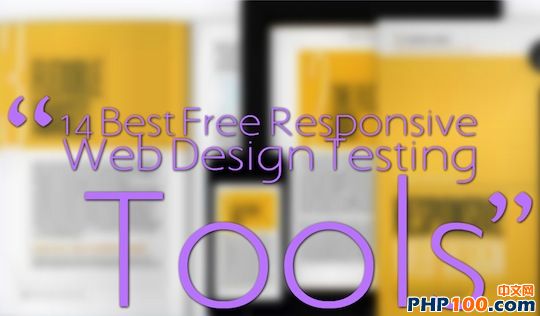 “14 Best Free Responsive
Web Design Testing
Tools”
中文网
PHP100.com